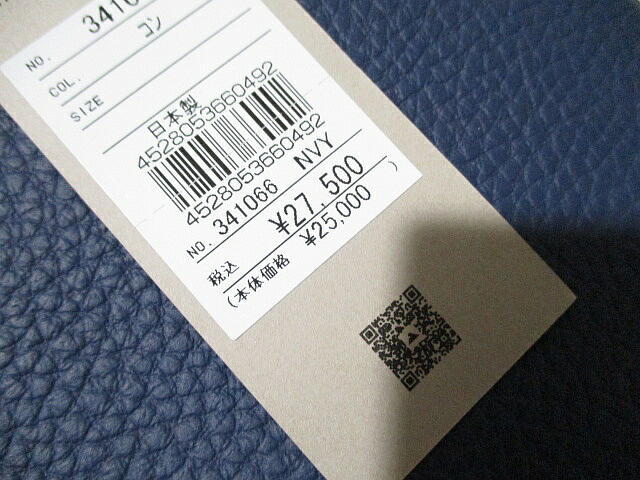 NO. 3410
COL. コン
SIZE
日本製
4528053660492
4528053660492
NO. 341066 NVY
税込 ¥27,500
(本体価格 ¥25,000 )